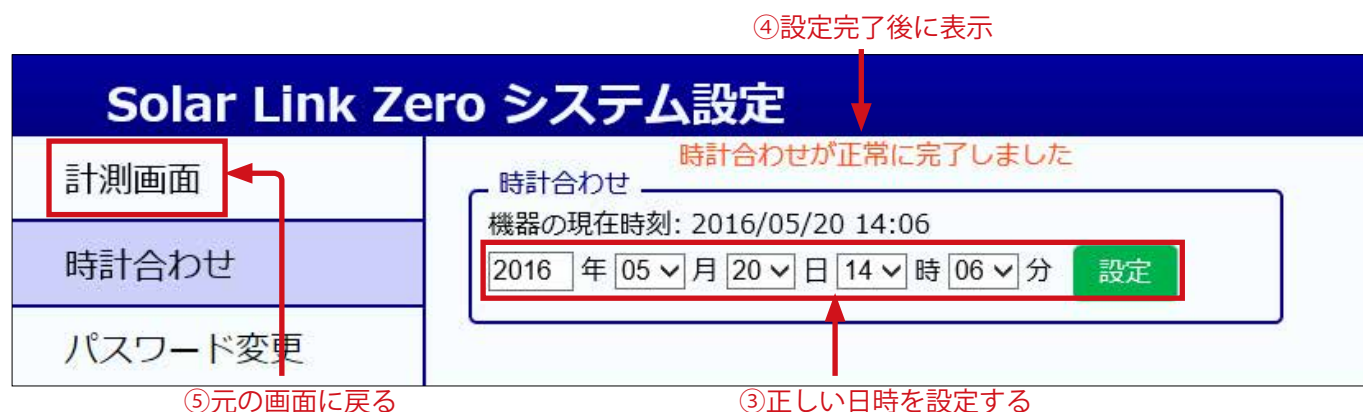 ④設定完了後に表示
Solar Link Zero システム設定
計測画面
時計合わせ
パスワード変更
時計合わせが正常に完了しました
時計合わせ
機器の現在時刻: 2016/05/20 14:06
2016 年 05 月 20 日 14 時 06 分 設定
⑤元の画面に戻る
③正しい日時を設定する